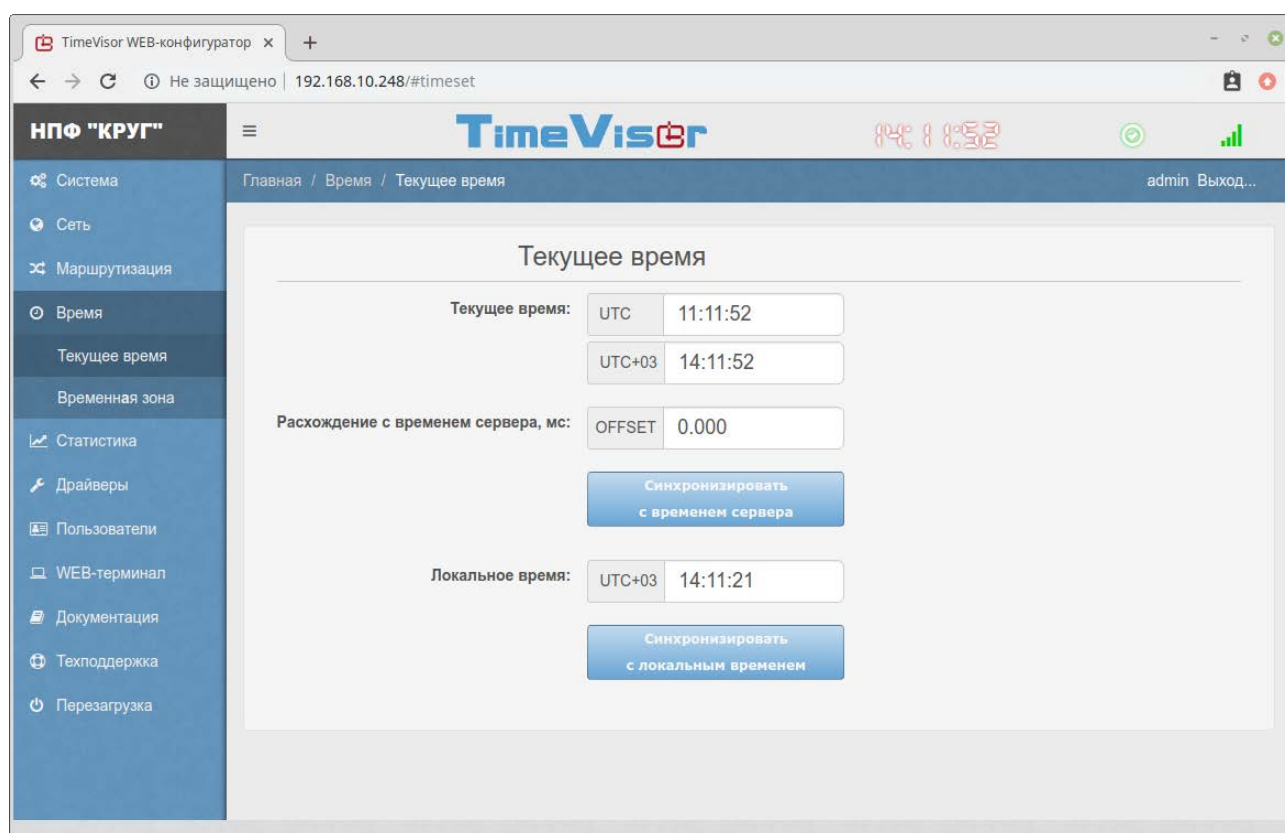 TimeVisor WEB-конфигуратор
Не защищено 192.168.10.248/#timeset
НПФ "КРУГ"
TimeVisor
14:11:52
Система
Главная / Время / Текущее время
admin Выход...
Сеть
Маршрутизация
Время
Текущее время
Временная зона
Статистика
Драйверы
Пользователи
WEB-терминал
Документация
Техподдержка
Перезагрузка
Текущее время
Текущее время: UTC 11:11:52
UTC+03 14:11:52
Расхождение с временем сервера, мс: OFFSET 0.000
Синхронизировать
с временем сервера
Локальное время: UTC+03 14:11:21
Синхронизировать
с локальным временем